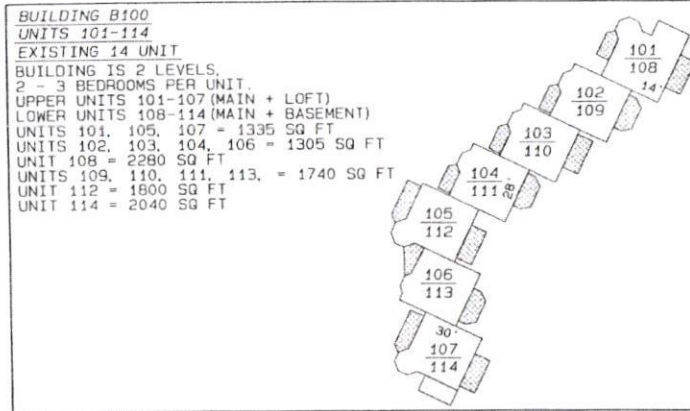 BUILDING B100
UNITS 101-114
EXISTING 14 UNIT
BUILDING IS 2 LEVELS,
2 - 3 BEDROOMS PER UNIT.
UPPER UNITS 101-107 (MAIN + LOFT)
LOWER UNITS 108-114 (MAIN + BASEMENT)
UNITS 101, 105, 107 = 1335 SQ FT
UNITS 102, 103, 104, 106 = 1305 SQ FT
UNIT 108 = 2280 SQ FT
UNITS 109, 110, 111, 113, = 1740 SQ FT
UNIT 112 = 1800 SQ FT
UNIT 114 = 2040 SQ FT
101
108
14'
102
109
103
110
104
111
28'
105
112
106
113
30'
107
114